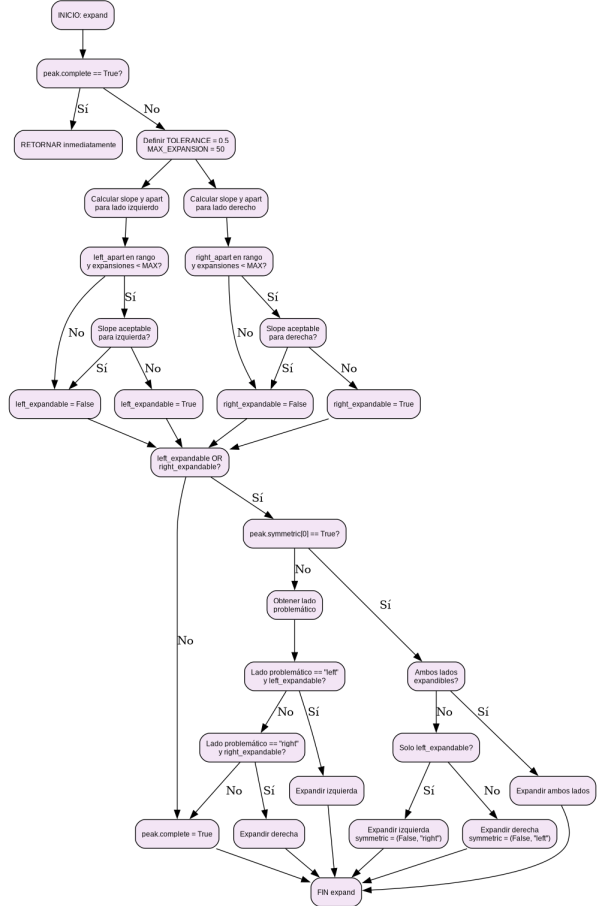 INICIO: expand
peak.complete == True?
Sí
No
RETORNAR inmediatamente
Definir TOLERANCE = 0.5
MAX_EXPANSION = 50
Calcular slope y apart
para lado izquierdo
Calcular slope y apart
para lado derecho
left_apart en rango
y expansiones < MAX?
right_apart en rango
y expansiones < MAX?
Sí
Sí
No
Slope aceptable
para izquierda?
No
Slope aceptable
para derecha?
Sí
No
Sí
No
left_expandable = False
left_expandable = True
right_expandable = False
right_expandable = True
left_expandable OR
right_expandable?
Sí
peak.symmetric[0] == True?
No
Obtener lado
problemático
Sí
No
Lado problemático == "left"
y left_expandable?
Ambos lados
expandibles?
No
Sí
No
Sí
Lado problemático == "right"
y right_expandable?
Solo left_expandable?
No
Sí
Expandir izquierda
Sí
No
Expandir ambos lados
peak.complete = True
Expandir derecha
Expandir izquierda
symmetric = (False, "right")
Expandir derecha
symmetric = (False, "left")
FIN expand